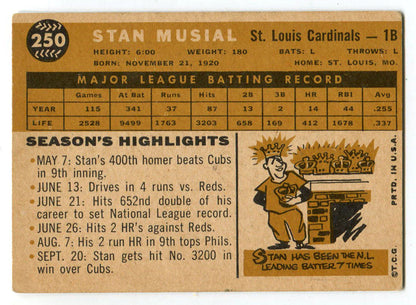 250
STAN MUSIAL St. Louis Cardinals — 1B
HEIGHT: 6:00 WEIGHT: 180 BATS: L THROWS: L
BORN: NOVEMBER 21, 1920 HOME: ST. LOUIS, MO.
MAJOR LEAGUE BATTING RECORD
Games At Bat Runs Hits 2B 3B H.R. RBI Avg.
YEAR 115 341 37 87 13 2 14 44 .255
LIFE 2528 9499 1763 3203 658 169 412 1678 .337
SEASON'S HIGHLIGHTS
• MAY 7: Stan's 400th homer beats Cubs
in 9th inning.
• JUNE 13: Drives in 4 runs vs. Reds.
• JUNE 21: Hits 652nd double of his
career to set National League record.
• JUNE 26: Hits 2 HR's against Reds.
• AUG. 7: His 2 run HR in 9th tops Phils.
• SEPT. 20: Stan gets hit No. 3200 in
win over Cubs.
STAN HAS BEEN THE N.L.
LEADING BATTER 7 TIMES
©T.C.G. PRTD. IN U.S.A.